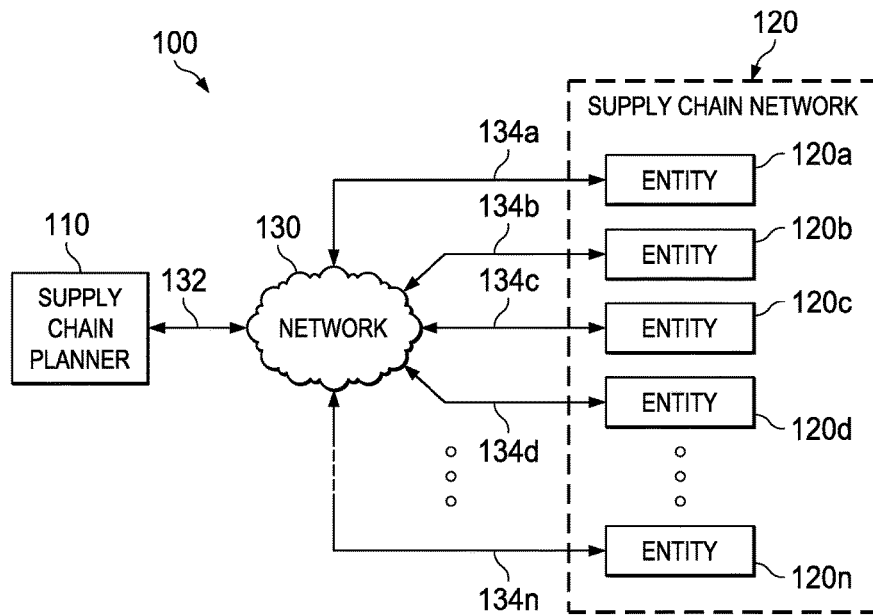 100
120
SUPPLY CHAIN NETWORK
134a
ENTITY
120a
134b
ENTITY
120b
110
130
132
SUPPLY
CHAIN
PLANNER
NETWORK
134c
ENTITY
120c
134d
ENTITY
120d
134n
ENTITY
120n